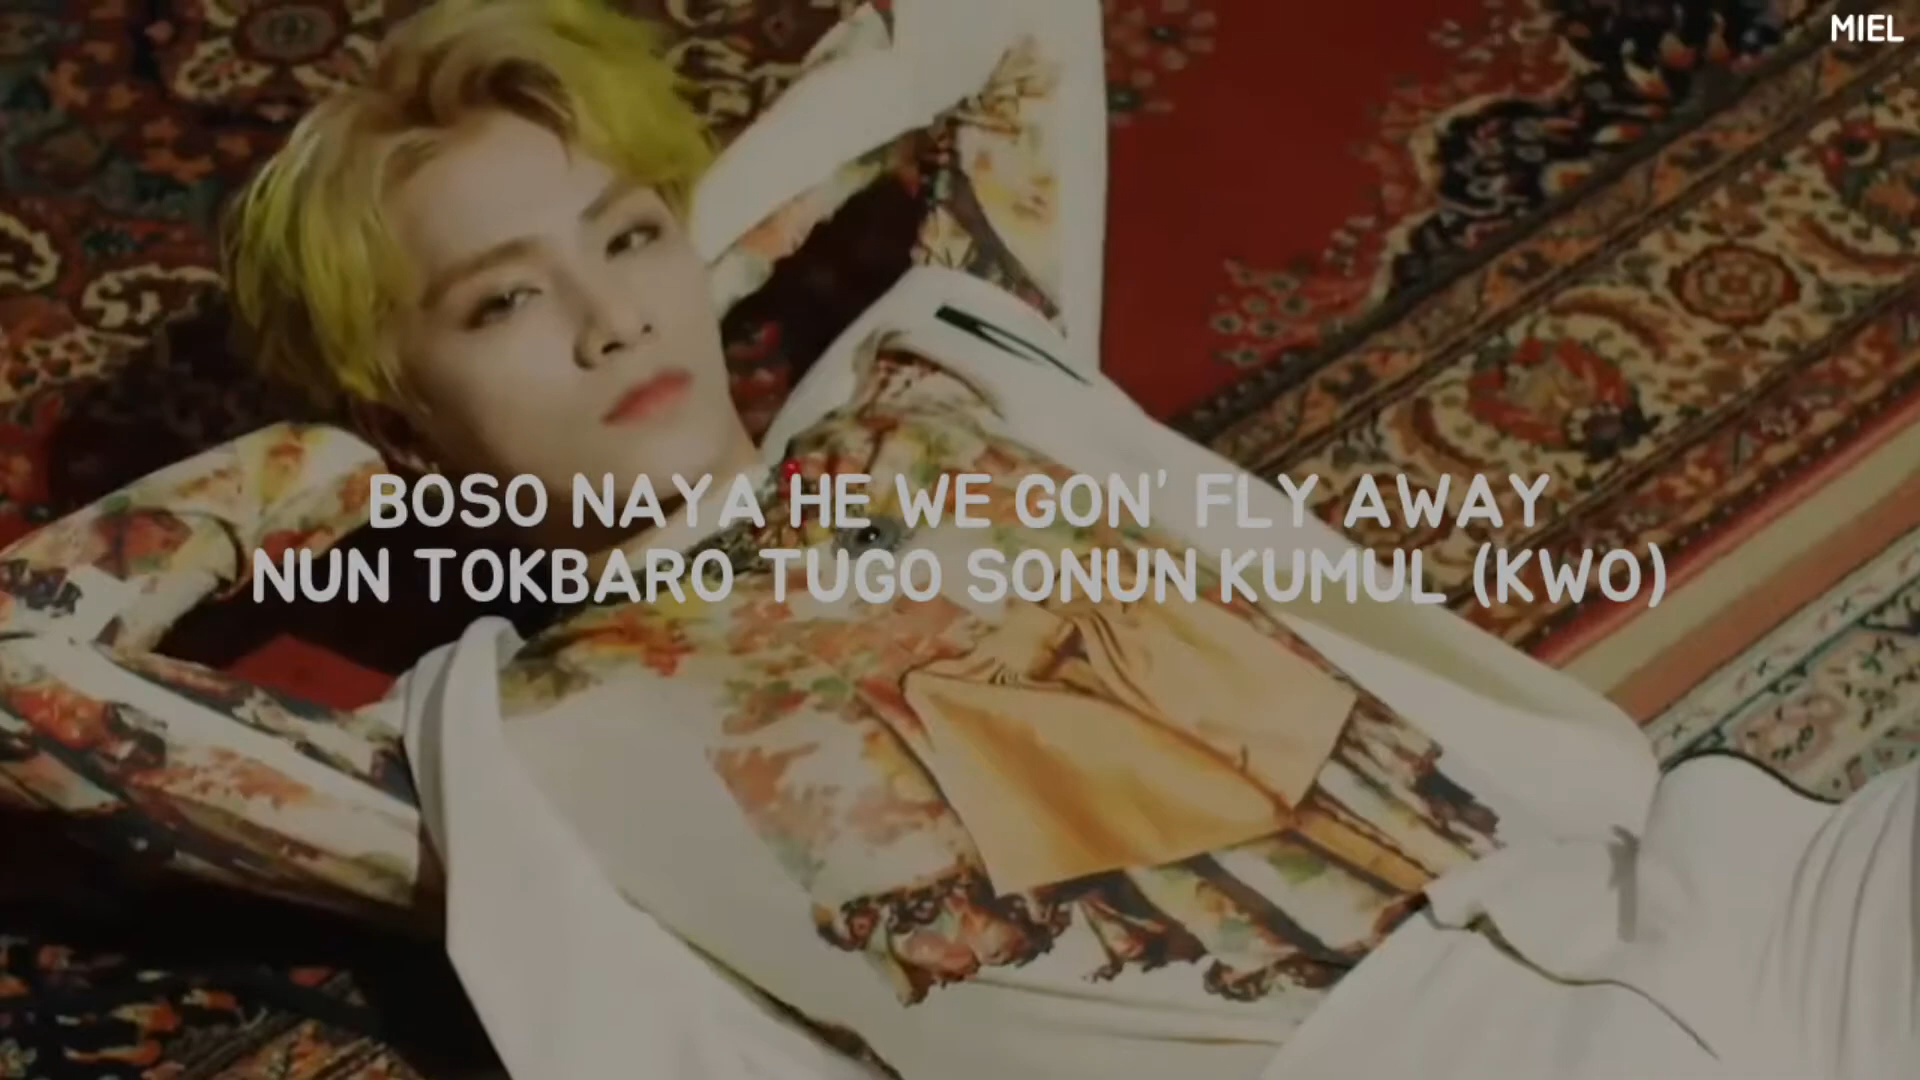 MIEL
BOSO NAYA HE WE GON' FLY AWAY
NUN TOKBARO TUGO SONUN KUMUL (KWO)